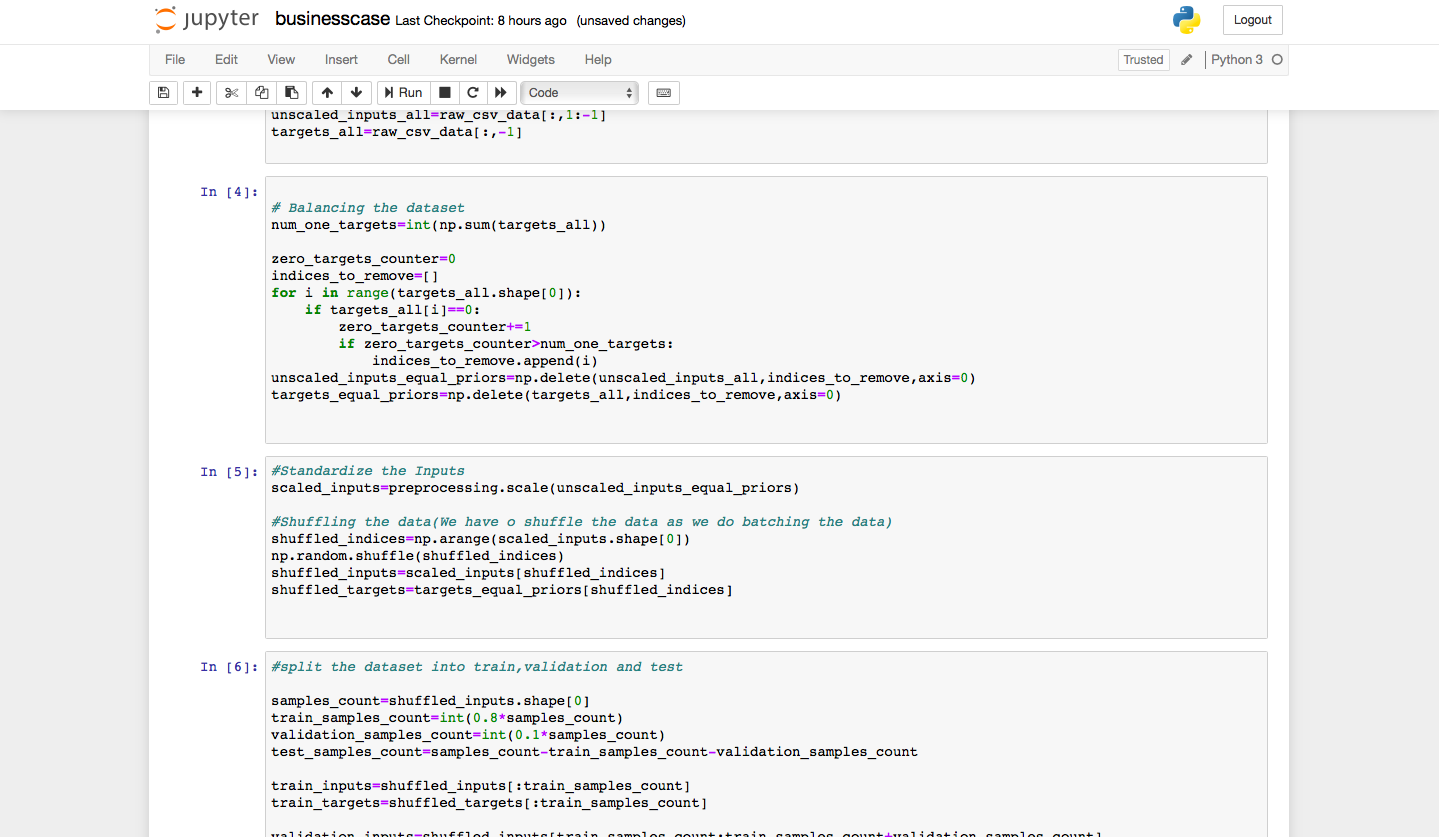 jupyter businesscase Last Checkpoint: 8 hours ago (unsaved changes) Logout
File Edit View Insert Cell Kernel Widgets Help Trusted Python 3
Run Code
unscaled_inputs_all=raw_csv_data[:,1:-1]
targets_all=raw_csv_data[:,-1]
In [4]:
# Balancing the dataset
num_one_targets=int(np.sum(targets_all))
zero_targets_counter=0
indices_to_remove=[]
for i in range(targets_all.shape[0]):
    if targets_all[i]==0:
        zero_targets_counter+=1
        if zero_targets_counter>num_one_targets:
            indices_to_remove.append(i)
unscaled_inputs_equal_priors=np.delete(unscaled_inputs_all,indices_to_remove,axis=0)
targets_equal_priors=np.delete(targets_all,indices_to_remove,axis=0)
In [5]: #Standardize the Inputs
scaled_inputs=preprocessing.scale(unscaled_inputs_equal_priors)
#Shuffling the data(We have o shuffle the data as we do batching the data)
shuffled_indices=np.arange(scaled_inputs.shape[0])
np.random.shuffle(shuffled_indices)
shuffled_inputs=scaled_inputs[shuffled_indices]
shuffled_targets=targets_equal_priors[shuffled_indices]
In [6]: #split the dataset into train,validation and test
samples_count=shuffled_inputs.shape[0]
train_samples_count=int(0.8*samples_count)
validation_samples_count=int(0.1*samples_count)
test_samples_count=samples_count-train_samples_count-validation_samples_count
train_inputs=shuffled_inputs[:train_samples_count]
train_targets=shuffled_targets[:train_samples_count]
validation_inputs=shuffled_inputs[train_samples_count:train_samples_count+validation_samples_count]